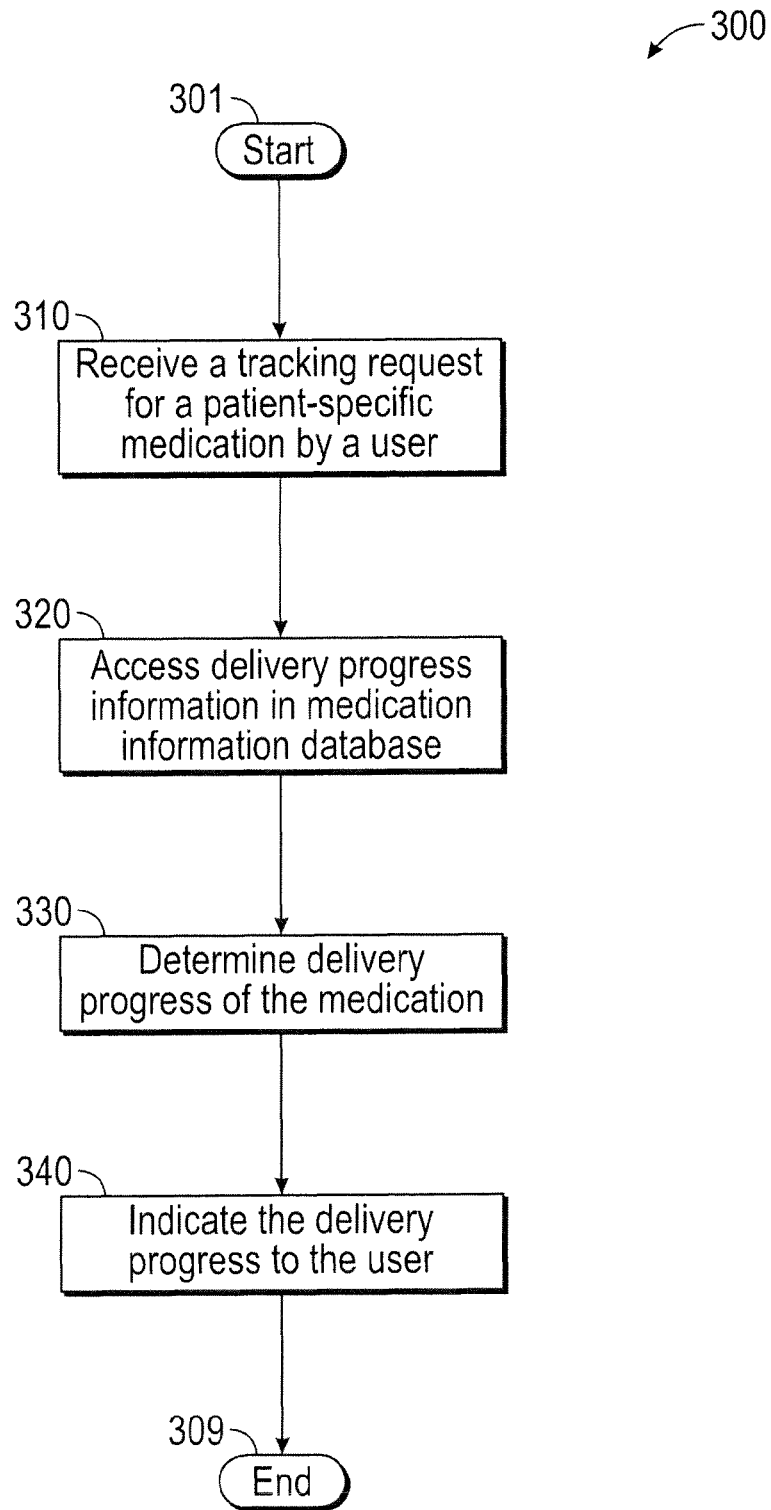 300
301
Start
310
Receive a tracking request
for a patient-specific
medication by a user
320
Access delivery progress
information in medication
information database
330
Determine delivery
progress of the medication
340
Indicate the delivery
progress to the user
309
End